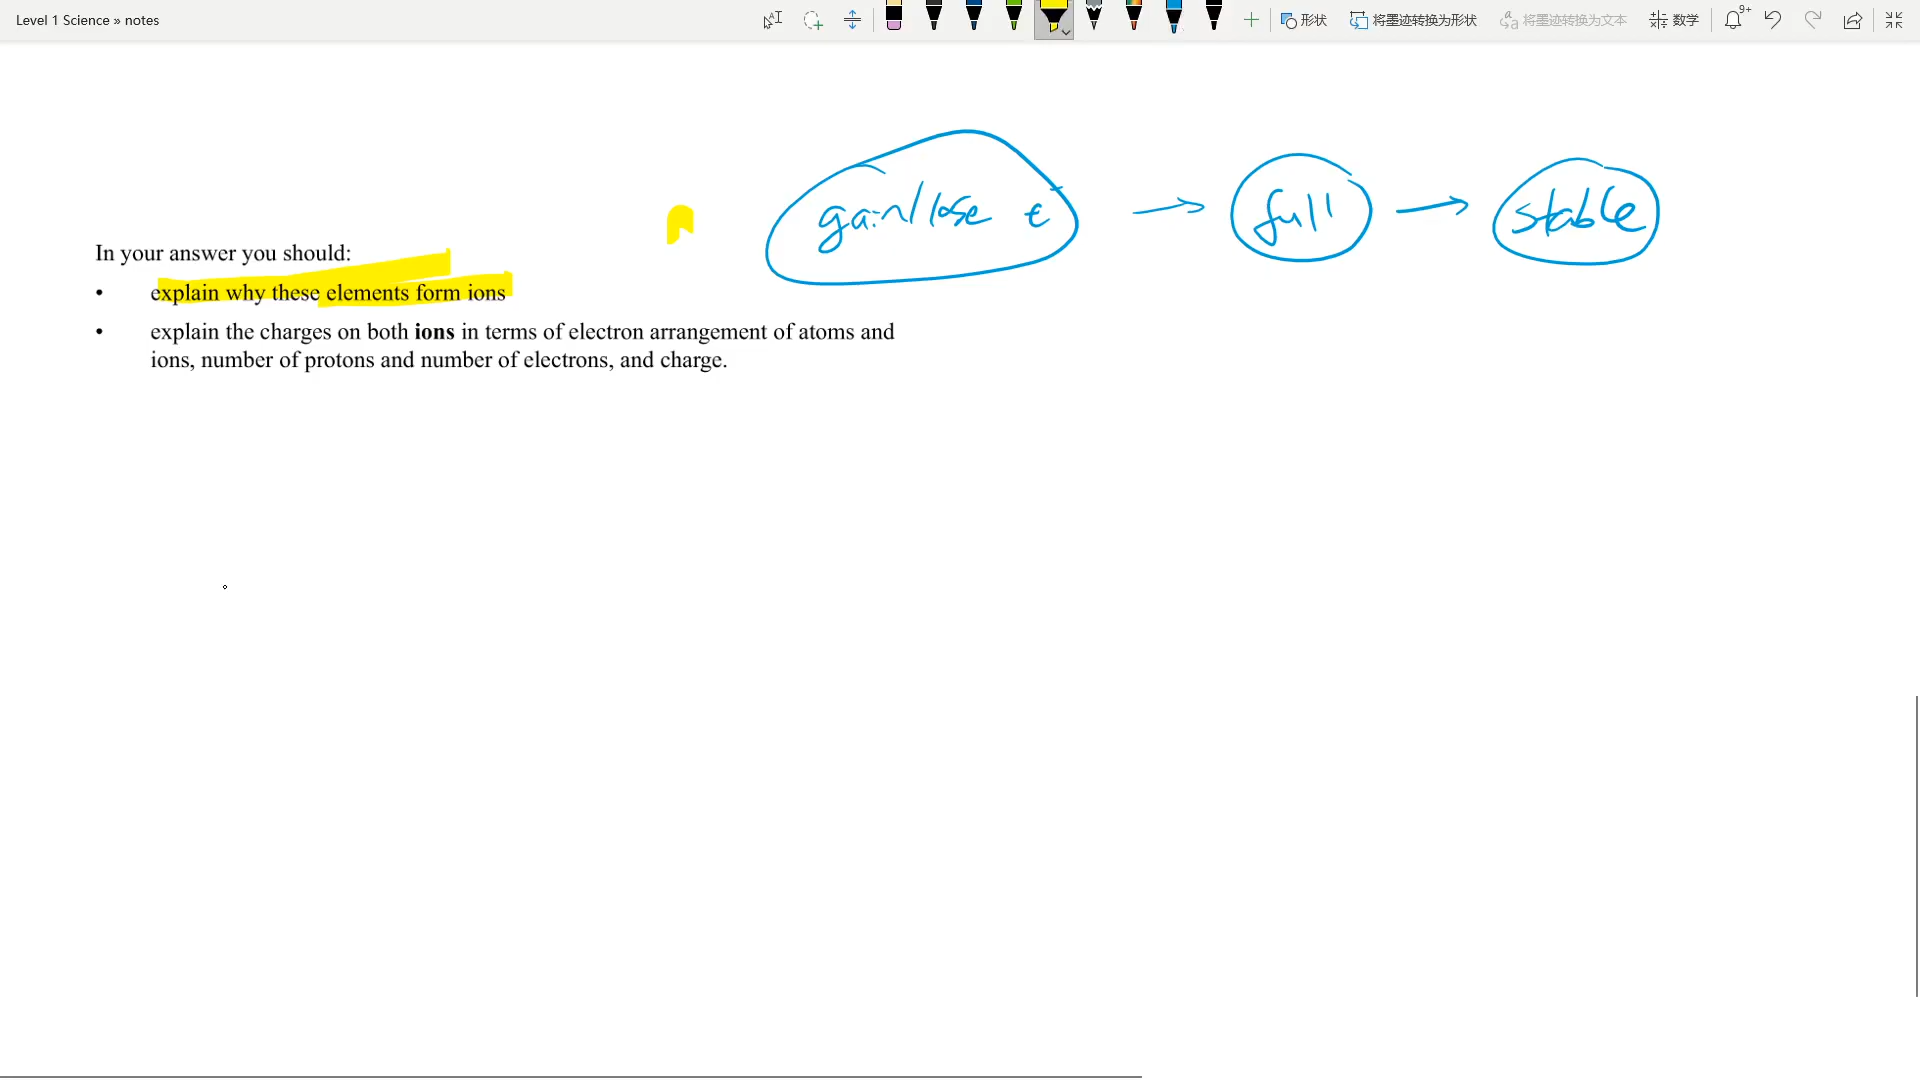 Level 1 Science » notes
形状
将墨迹转换为形状
将墨迹转换为文本
数学
9+
gain/lose e⁻ → full → stable
In your answer you should:
• explain why these elements form ions
• explain the charges on both ions in terms of electron arrangement of atoms and
ions, number of protons and number of electrons, and charge.